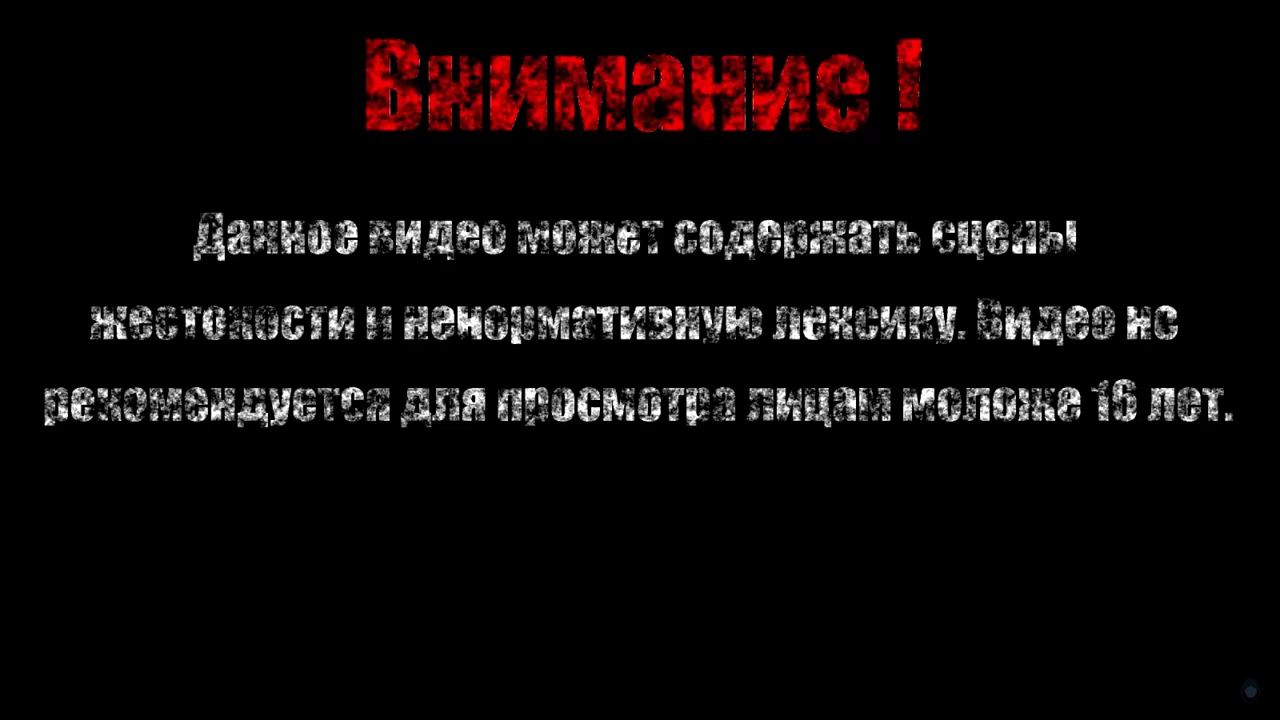 Внимание !
Данное видео может содержать сцены
жестокости и ненормативную лексику. Видео не
рекомендуется для просмотра лицам моложе 16 лет.